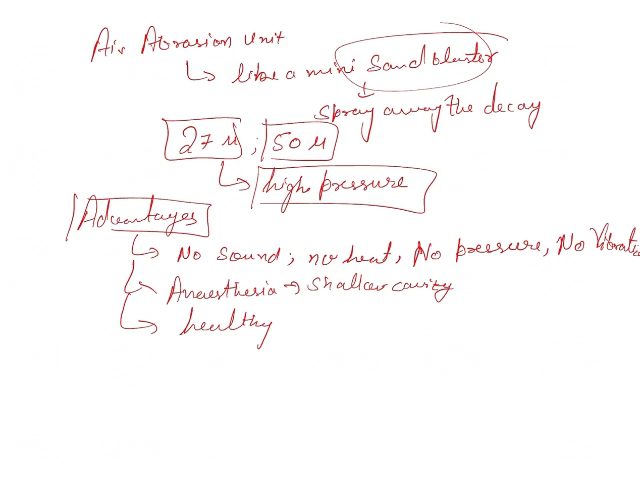 Air Abrasion Unit
↳ like a mini Sand blaster
↓
spray away the decay
27 µ ; 50 µ
↳ high pressure
Advantages
↳ No sound; no heat, No pressure, No Vibratio
↳ Anaesthesia → Shallow cavity
↳ healthy